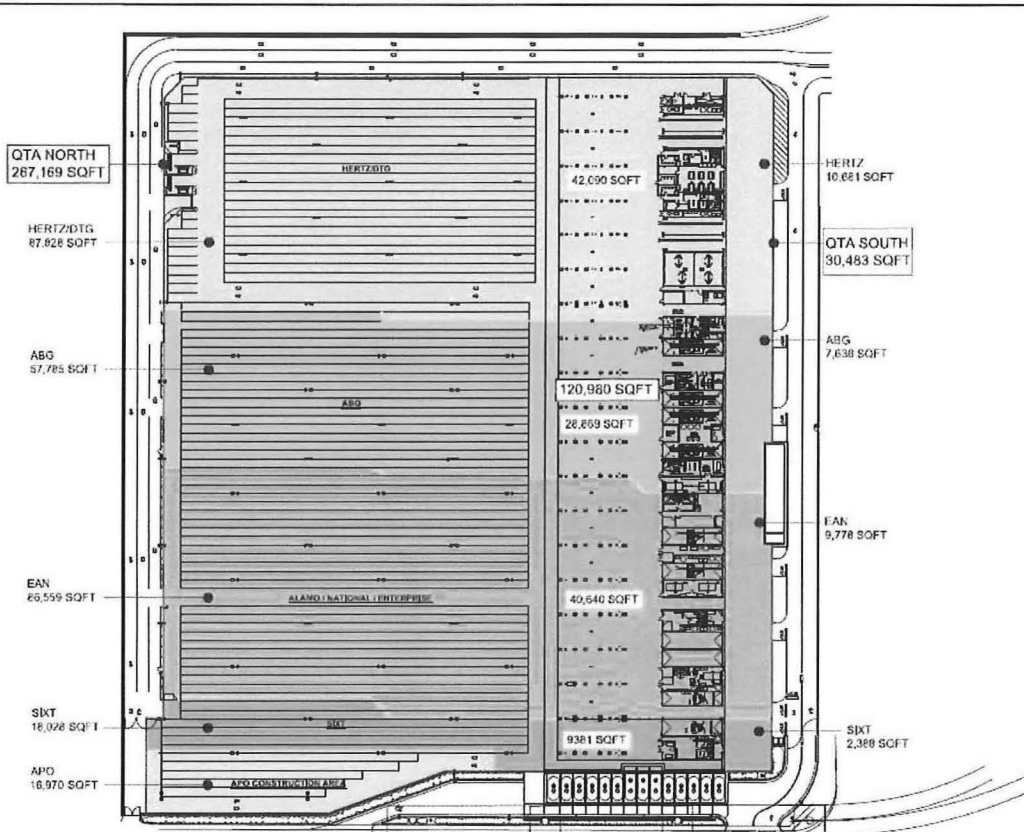 QTA NORTH
267,169 SQFT
HERTZ/DTG
87,828 SQFT
ABG
57,785 SQFT
EAN
86,559 SQFT
SIXT
18,028 SQFT
APO
16,970 SQFT
HERTZ/DTG
ABG
ALAMO / NATIONAL / ENTERPRISE
SIXT
APO CONSTRUCTION AREA
42,090 SQFT
120,980 SQFT
28,869 SQFT
40,640 SQFT
9381 SQFT
HERTZ
10,681 SQFT
QTA SOUTH
30,483 SQFT
ABG
7,638 SQFT
EAN
9,778 SQFT
SIXT
2,388 SQFT